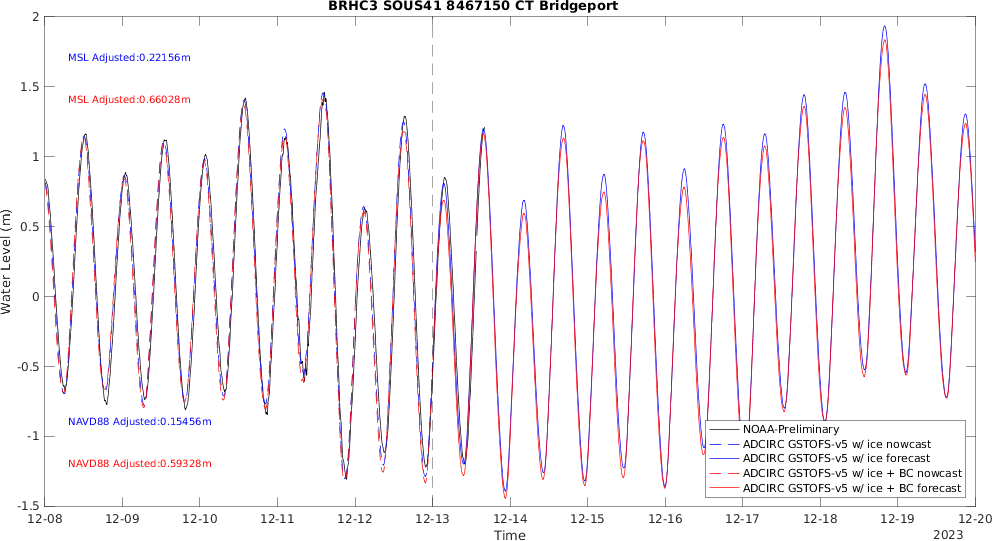 BRHC3 SOUS41 8467150 CT Bridgeport
2
1.5
1
0.5
0
-0.5
-1
-1.5
Water Level (m)
MSL Adjusted:0.22156m
MSL Adjusted:0.66028m
NAVD88 Adjusted:0.15456m
NAVD88 Adjusted:0.59328m
NOAA-Preliminary
ADCIRC GSTOFS-v5 w/ ice nowcast
ADCIRC GSTOFS-v5 w/ ice forecast
ADCIRC GSTOFS-v5 w/ ice + BC nowcast
ADCIRC GSTOFS-v5 w/ ice + BC forecast
12-08 12-09 12-10 12-11 12-12 12-13 12-14 12-15 12-16 12-17 12-18 12-19 12-20
Time
2023